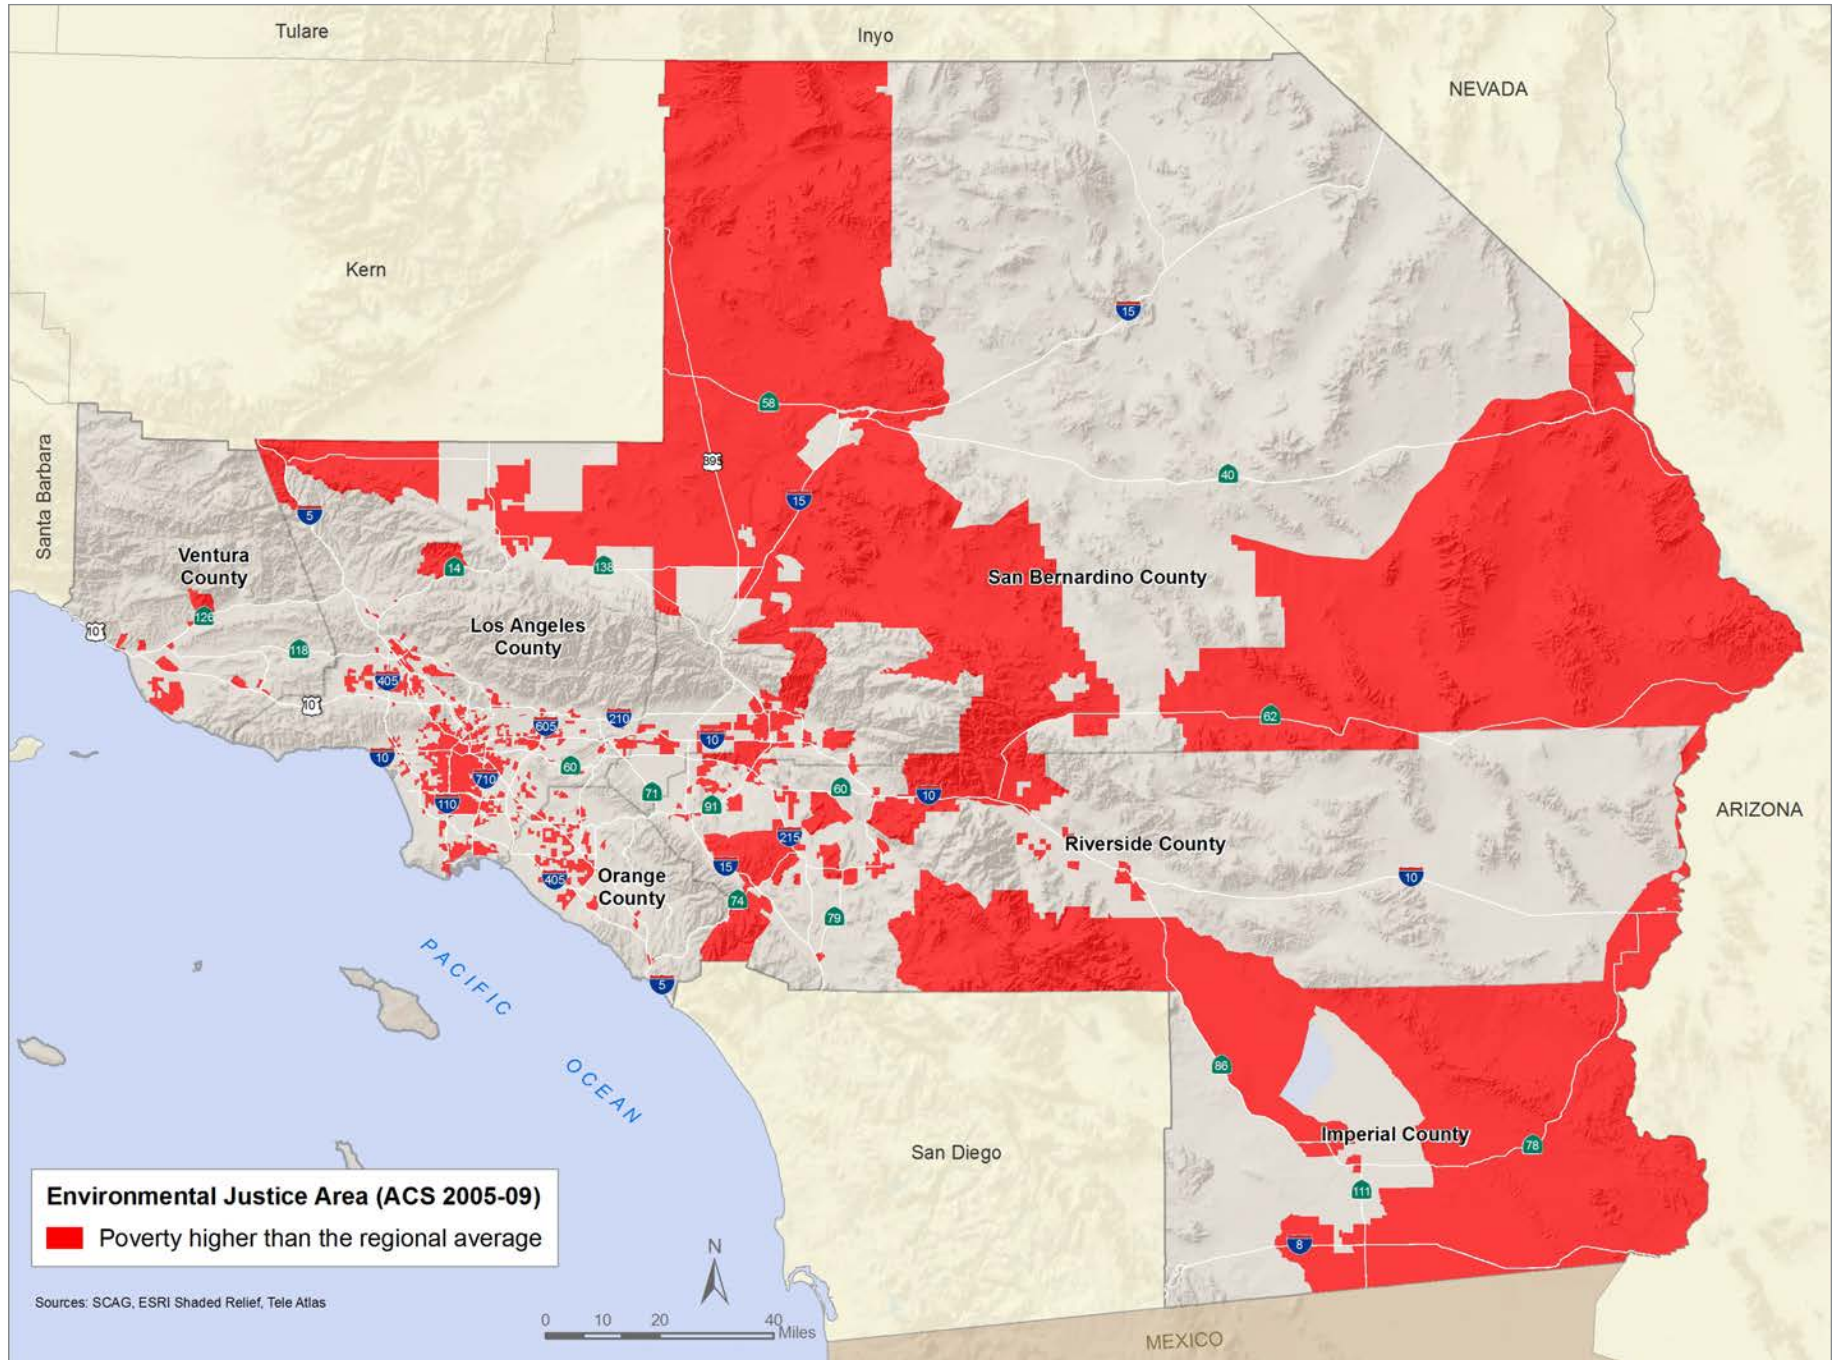 Tulare
Inyo
NEVADA
Kern
15
58
395
40
15
Santa Barbara
5
Ventura
County
14
138
San Bernardino County
126
101
Los Angeles
County
118
405
101
62
605
210
10
10
60
710
71
60
10
91
110
ARIZONA
215
Riverside County
15
405
Orange
County
10
74
79
PACIFIC
OCEAN
5
86
Imperial County
78
San Diego
111
8
Environmental Justice Area (ACS 2005-09)
Poverty higher than the regional average
N
Sources: SCAG, ESRI Shaded Relief, Tele Atlas
0 10 20 40
Miles
MEXICO